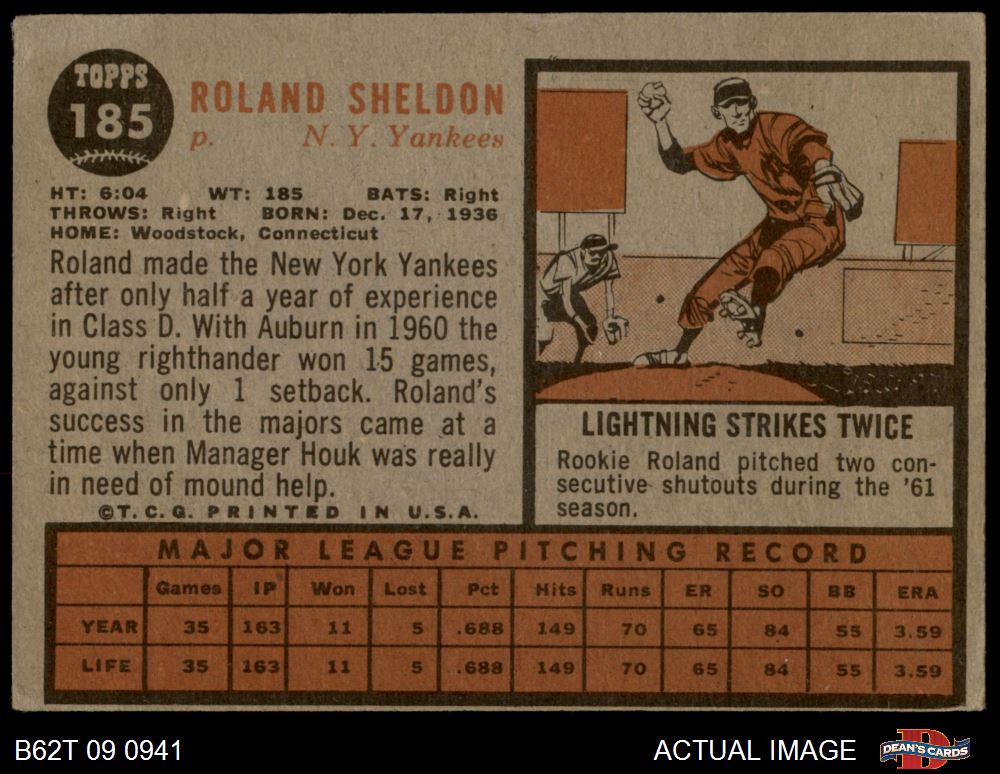 TOPPS
185
ROLAND SHELDON
p. N. Y. Yankees
HT: 6:04 WT: 185 BATS: Right
THROWS: Right BORN: Dec. 17, 1936
HOME: Woodstock, Connecticut
Roland made the New York Yankees
after only half a year of experience
in Class D. With Auburn in 1960 the
young righthander won 15 games,
against only 1 setback. Roland's
success in the majors came at a
time when Manager Houk was really
in need of mound help.
©T.C.G. PRINTED IN U.S.A.
LIGHTNING STRIKES TWICE
Rookie Roland pitched two con-
secutive shutouts during the '61
season.
MAJOR LEAGUE PITCHING RECORD
Games IP Won Lost Pct Hits Runs ER SO BB ERA
YEAR 35 163 11 5 .688 149 70 65 84 55 3.59
LIFE 35 163 11 5 .688 149 70 65 84 55 3.59
B62T 09 0941 ACTUAL IMAGE DEAN'S CARDS